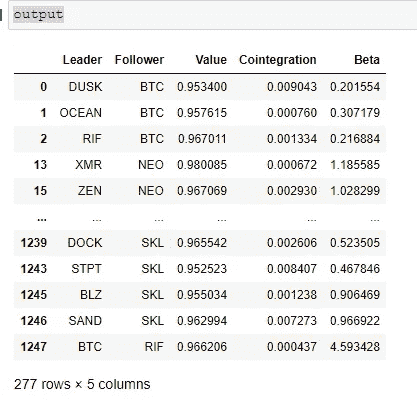 output
Leader Follower Value Cointegration Beta
0 DUSK BTC 0.953400 0.009043 0.201554
1 OCEAN BTC 0.957615 0.000760 0.307179
2 RIF BTC 0.967011 0.001334 0.216884
13 XMR NEO 0.980085 0.000672 1.185585
15 ZEN NEO 0.967069 0.002930 1.028299
... ... ... ... ... ...
1239 DOCK SKL 0.965542 0.002606 0.523505
1243 STPT SKL 0.952523 0.008407 0.467846
1245 BLZ SKL 0.955034 0.001238 0.906469
1246 SAND SKL 0.962994 0.007273 0.966922
1247 BTC RIF 0.966206 0.000437 4.593428
277 rows × 5 columns